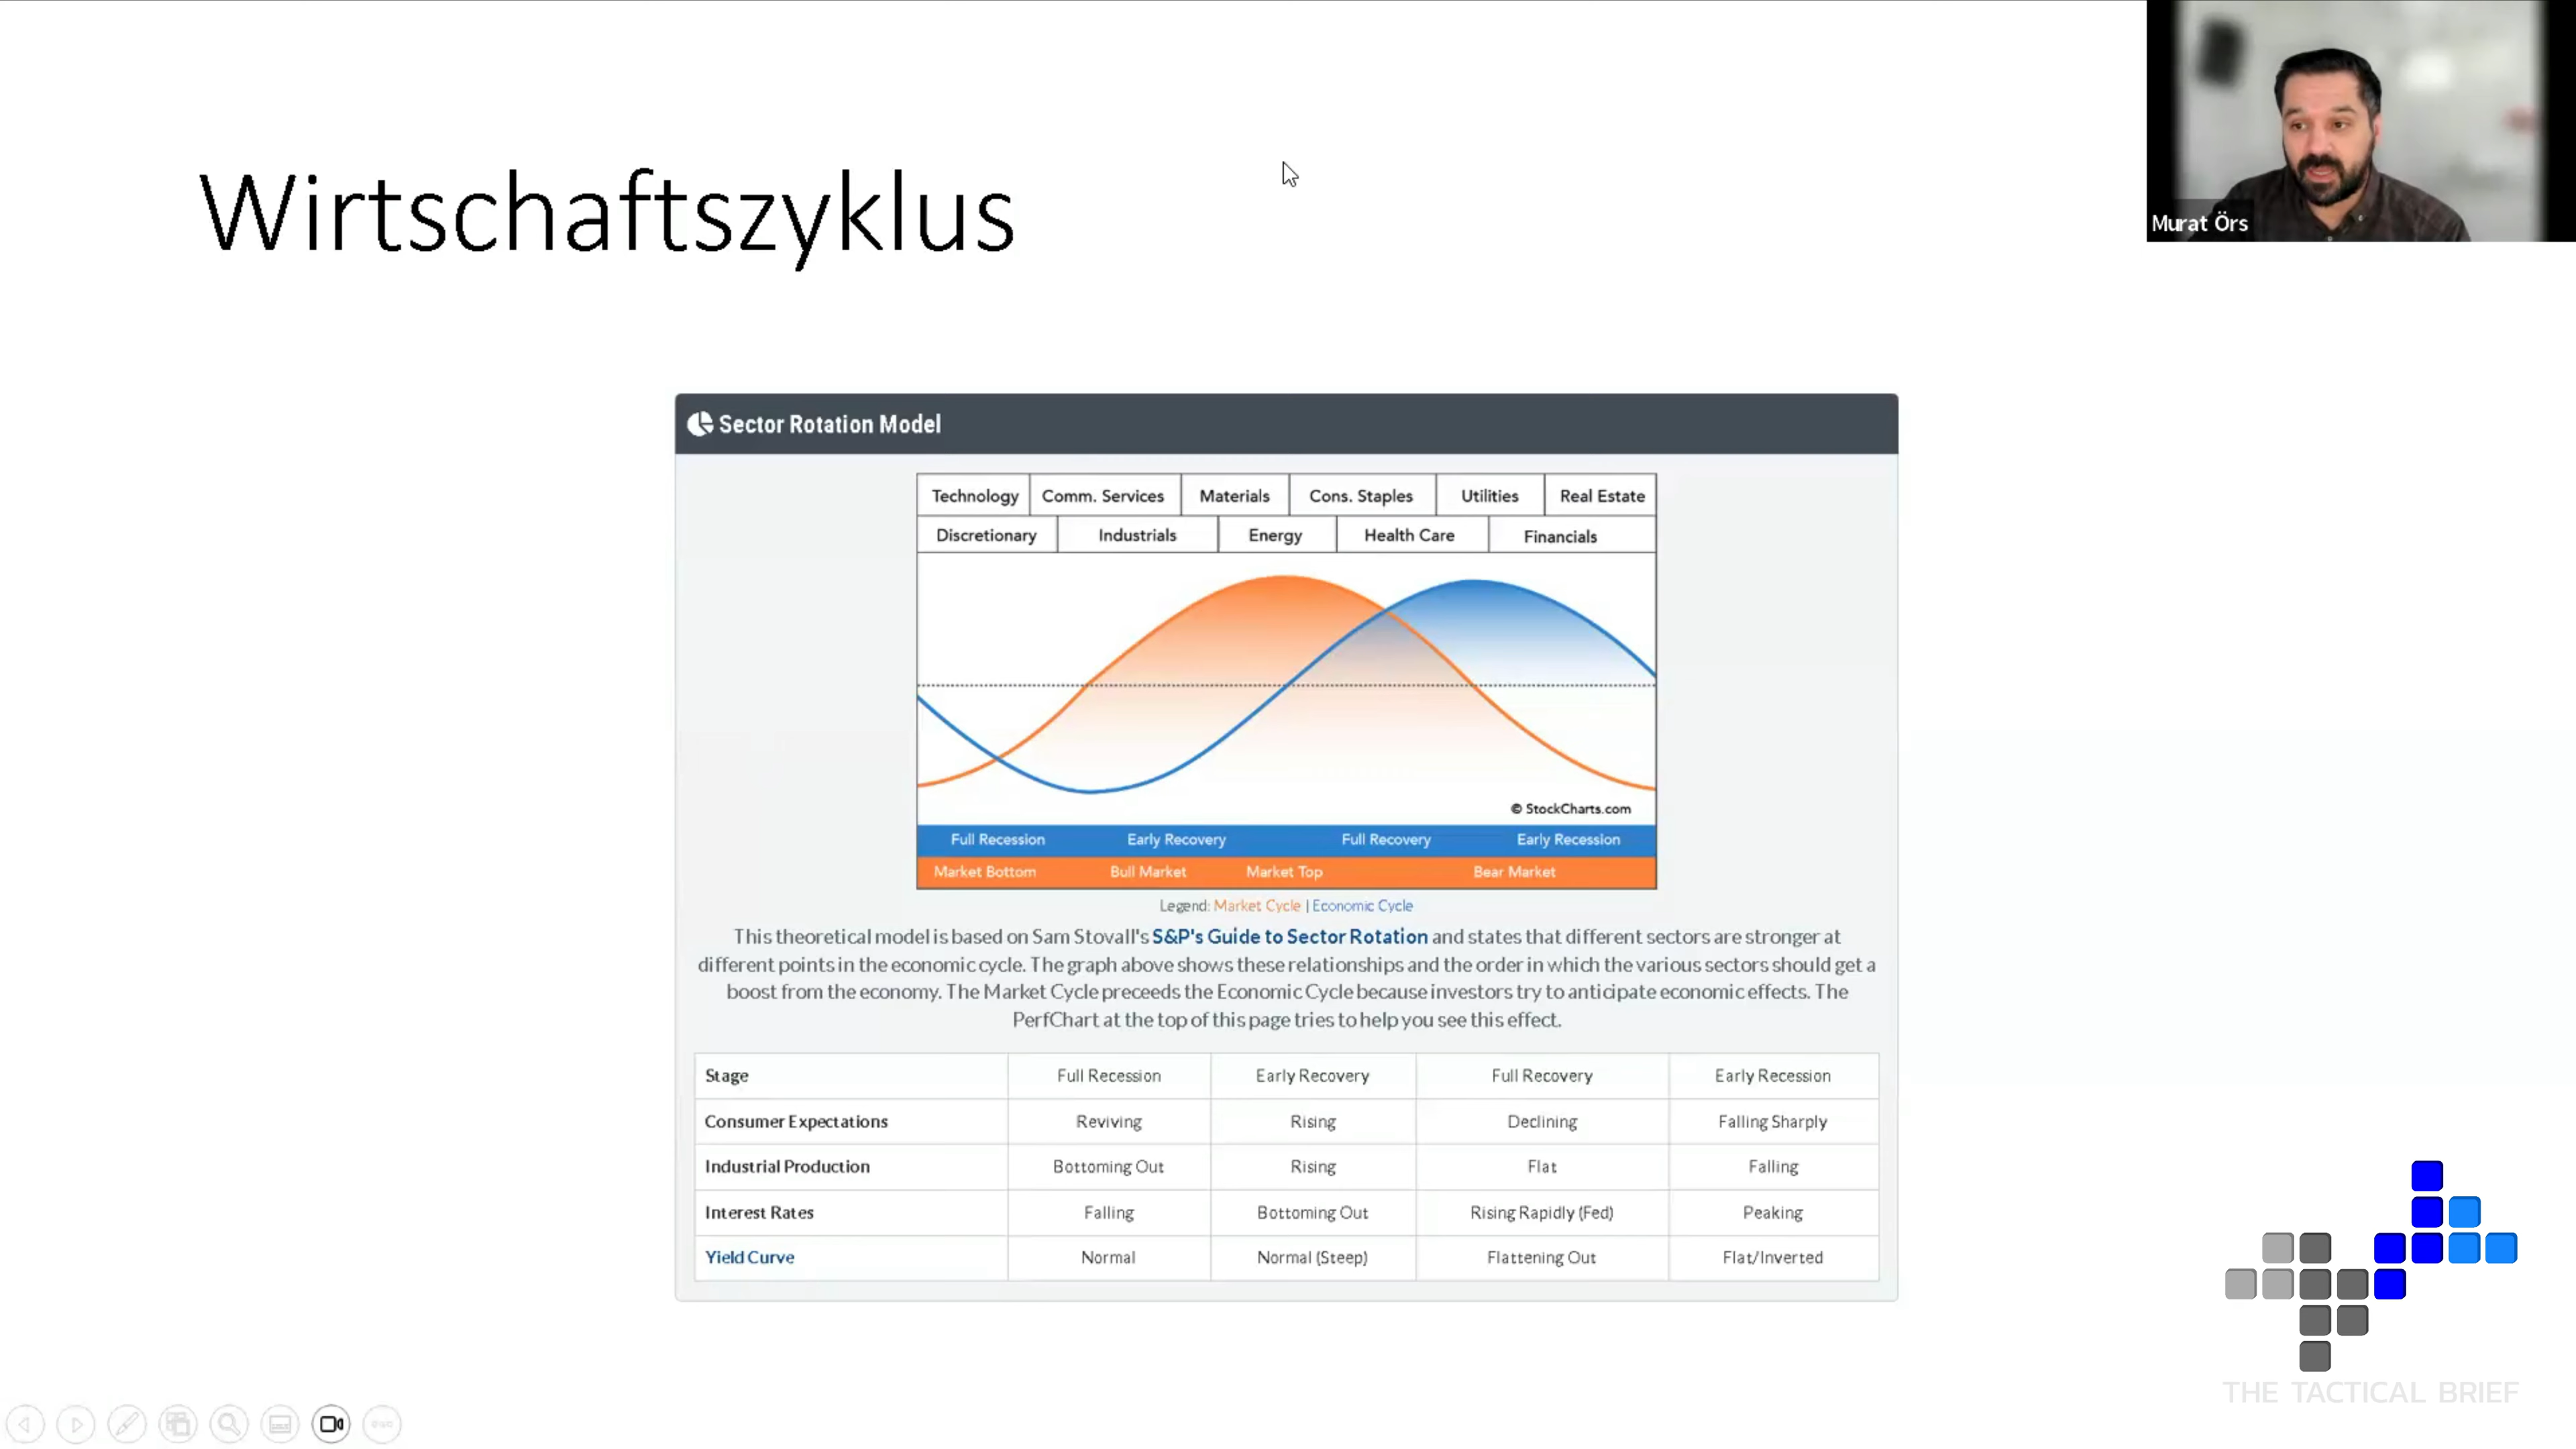 Wirtschaftszyklus
Murat Örs
Sector Rotation Model
Technology Comm. Services Materials Cons. Staples Utilities Real Estate
Discretionary Industrials Energy Health Care Financials
© StockCharts.com
Full Recession Early Recovery Full Recovery Early Recession
Market Bottom Bull Market Market Top Bear Market
Legend: Market Cycle | Economic Cycle
This theoretical model is based on Sam Stovall's S&P's Guide to Sector Rotation and states that different sectors are stronger at
different points in the economic cycle. The graph above shows these relationships and the order in which the various sectors should get a
boost from the economy. The Market Cycle preceeds the Economic Cycle because investors try to anticipate economic effects. The
PerfChart at the top of this page tries to help you see this effect.
Stage Full Recession Early Recovery Full Recovery Early Recession
Consumer Expectations Reviving Rising Declining Falling Sharply
Industrial Production Bottoming Out Rising Flat Falling
Interest Rates Falling Bottoming Out Rising Rapidly (Fed) Peaking
Yield Curve Normal Normal (Steep) Flattening Out Flat/Inverted
THE TACTICAL BRIEF